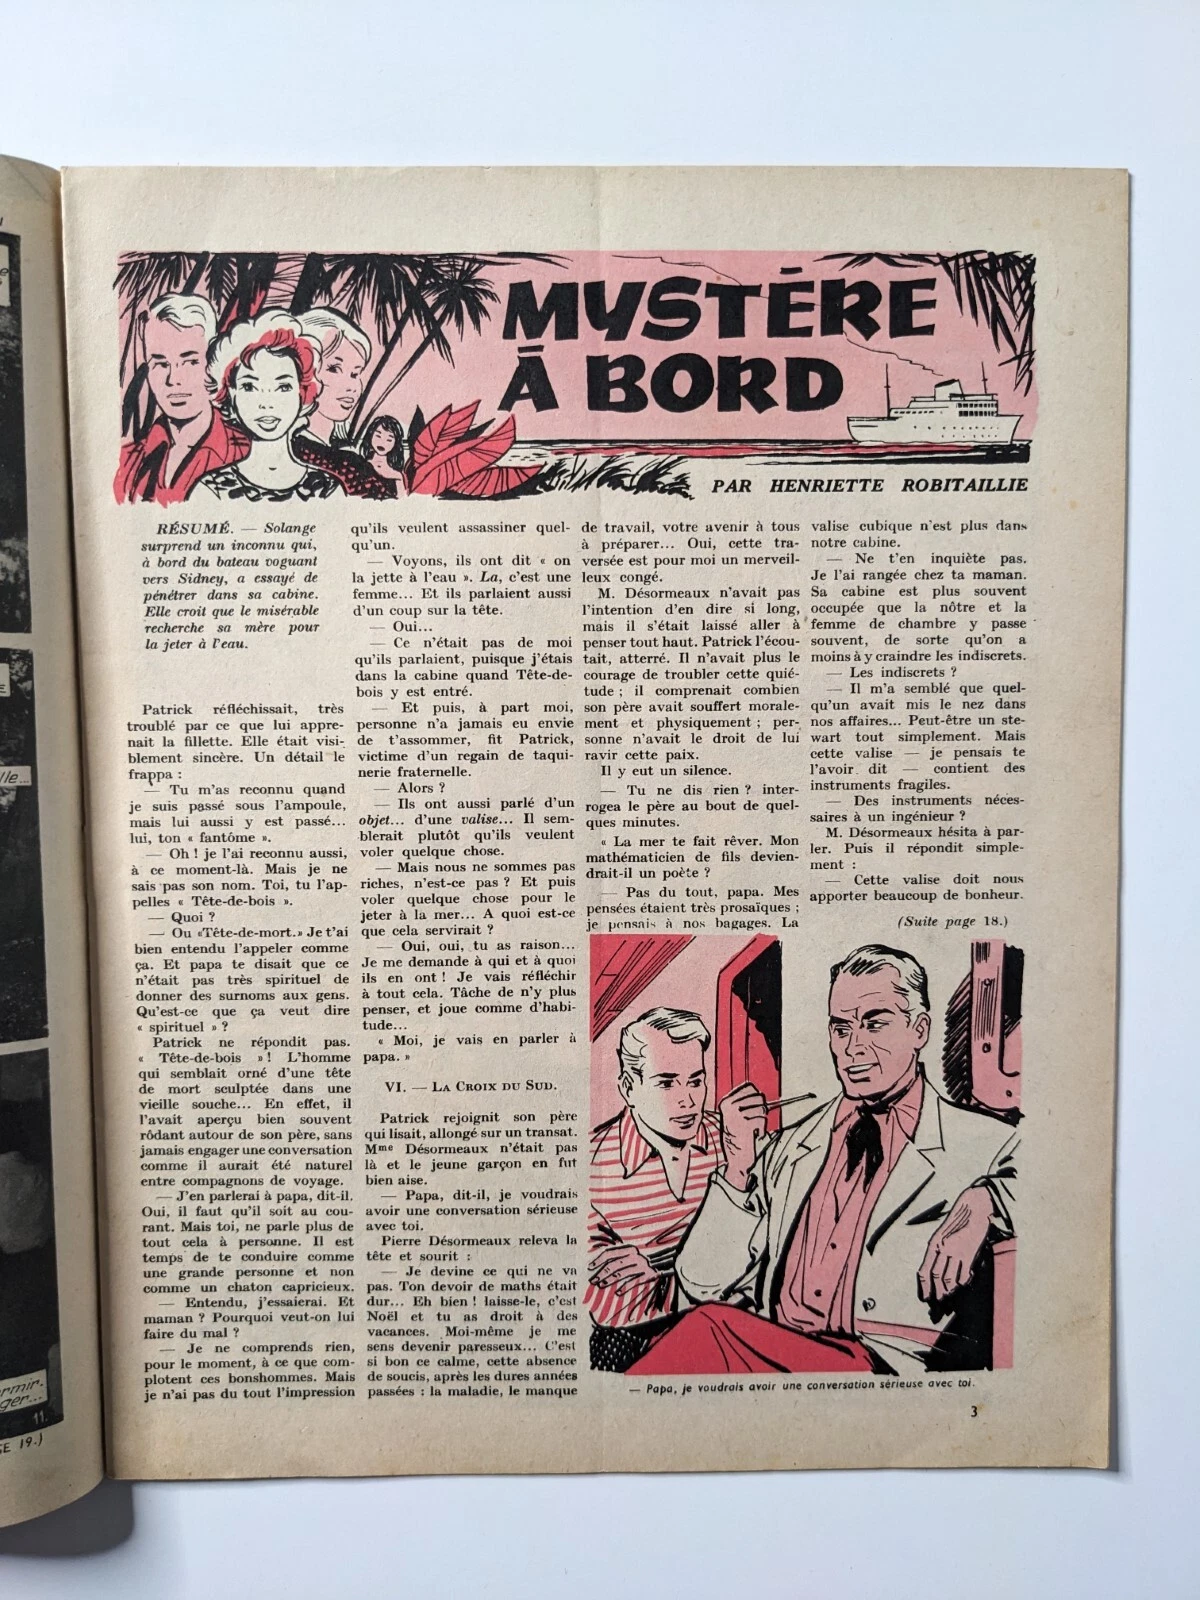 MYSTÈRE
À BORD
PAR HENRIETTE ROBITAILLIE
RÉSUMÉ. — Solange
surprend un inconnu qui,
à bord du bateau voguant
vers Sidney, a essayé de
pénétrer dans sa cabine.
Elle croit que le misérable
recherche sa mère pour
la jeter à l'eau.
Patrick réfléchissait, très
troublé par ce que lui appre-
nait la fillette. Elle était visi-
blement sincère. Un détail le
frappa :
— Tu m'as reconnu quand
je suis passé sous l'ampoule,
mais lui aussi y est passé...
lui, ton « fantôme ».
— Oh ! je l'ai reconnu aussi,
à ce moment-là. Mais je ne
sais pas son nom. Toi, tu l'ap-
pelles « Tête-de-bois ».
— Quoi ?
— Ou «Tête-de-mort.» Je t'ai
bien entendu l'appeler comme
ça. Et papa te disait que ce
n'était pas très spirituel de
donner des surnoms aux gens.
Qu'est-ce que ça veut dire
« spirituel » ?
Patrick ne répondit pas.
« Tête-de-bois »! L'homme
qui semblait orné d'une tête
de mort sculptée dans une
vieille souche... En effet, il
l'avait aperçu bien souvent
rôdant autour de son père, sans
jamais engager une conversation
comme il aurait été naturel
entre compagnons de voyage.
— J'en parlerai à papa, dit-il.
Oui, il faut qu'il soit au cou-
rant. Mais toi, ne parle plus de
tout cela à personne. Il est
temps de te conduire comme
une grande personne et non
comme un chaton capricieux.
— Entendu, j'essaierai. Et
maman ? Pourquoi veut-on lui
faire du mal ?
— Je ne comprends rien,
pour le moment, à ce que com-
plotent ces bonshommes. Mais
je n'ai pas du tout l'impression
qu'ils veulent assassiner quel-
qu'un.
— Voyons, ils ont dit « on
la jette à l'eau ». La, c'est une
femme... Et ils parlaient aussi
d'un coup sur la tête.
— Oui...
— Ce n'était pas de moi
qu'ils parlaient, puisque j'étais
dans la cabine quand Tête-de-
bois y est entré.
— Et puis, à part moi,
personne n'a jamais eu envie
de t'assommer, fit Patrick,
victime d'un regain de taqui-
nerie fraternelle.
— Alors ?
— Ils ont aussi parlé d'un
objet... d'une valise... Il sem-
blerait plutôt qu'ils veulent
voler quelque chose.
— Mais nous ne sommes pas
riches, n'est-ce pas ? Et puis
voler quelque chose pour le
jeter à la mer... A quoi est-ce
que cela servirait ?
— Oui, oui, tu as raison...
Je me demande à qui et à quoi
ils en ont ! Je vais réfléchir
à tout cela. Tâche de n'y plus
penser, et joue comme d'habi-
tude...
« Moi, je vais en parler à
papa. »
VI. — LA CROIX DU SUD.
Patrick rejoignit son père
qui lisait, allongé sur un transat.
Mme Désormeaux n'était pas
là et le jeune garçon en fut
bien aise.
— Papa, dit-il, je voudrais
avoir une conversation sérieuse
avec toi.
Pierre Désormeaux releva la
tête et sourit :
— Je devine ce qui ne va
pas. Ton devoir de maths était
dur... Eh bien ! laisse-le, c'est
Noël et tu as droit à des
vacances. Moi-même je me
sens devenir paresseux... C'est
si bon ce calme, cette absence
de soucis, après les dures années
passées : la maladie, le manque
de travail, votre avenir à tous
à préparer... Oui, cette tra-
versée est pour moi un merveil-
leux congé.
M. Désormeaux n'avait pas
l'intention d'en dire si long,
mais il s'était laissé aller à
penser tout haut. Patrick l'écou-
tait, atterré. Il n'avait plus le
courage de troubler cette quié-
tude ; il comprenait combien
son père avait souffert morale-
ment et physiquement ; per-
sonne n'avait le droit de lui
ravir cette paix.
Il y eut un silence.
— Tu ne dis rien ? inter-
rogea le père au bout de quel-
ques minutes.
« La mer te fait rêver. Mon
mathématicien de fils devien-
drait-il un poète ?
— Pas du tout, papa. Mes
pensées étaient très prosaïques ;
je pensais à nos bagages. La
valise cubique n'est plus dans
notre cabine.
— Ne t'en inquiète pas.
Je l'ai rangée chez ta maman.
Sa cabine est plus souvent
occupée que la nôtre et la
femme de chambre y passe
souvent, de sorte qu'on a
moins à y craindre les indiscrets.
— Les indiscrets ?
— Il m'a semblé que quel-
qu'un avait mis le nez dans
nos affaires... Peut-être un ste-
wart tout simplement. Mais
cette valise — je pensais te
l'avoir dit — contient des
instruments fragiles.
— Des instruments néces-
saires à un ingénieur ?
M. Désormeaux hésita à par-
ler. Puis il répondit simple-
ment :
— Cette valise doit nous
apporter beaucoup de bonheur.
(Suite page 18.)
— Papa, je voudrais avoir une conversation sérieuse avec toi.
3
lle...
ger...
11.
19.)